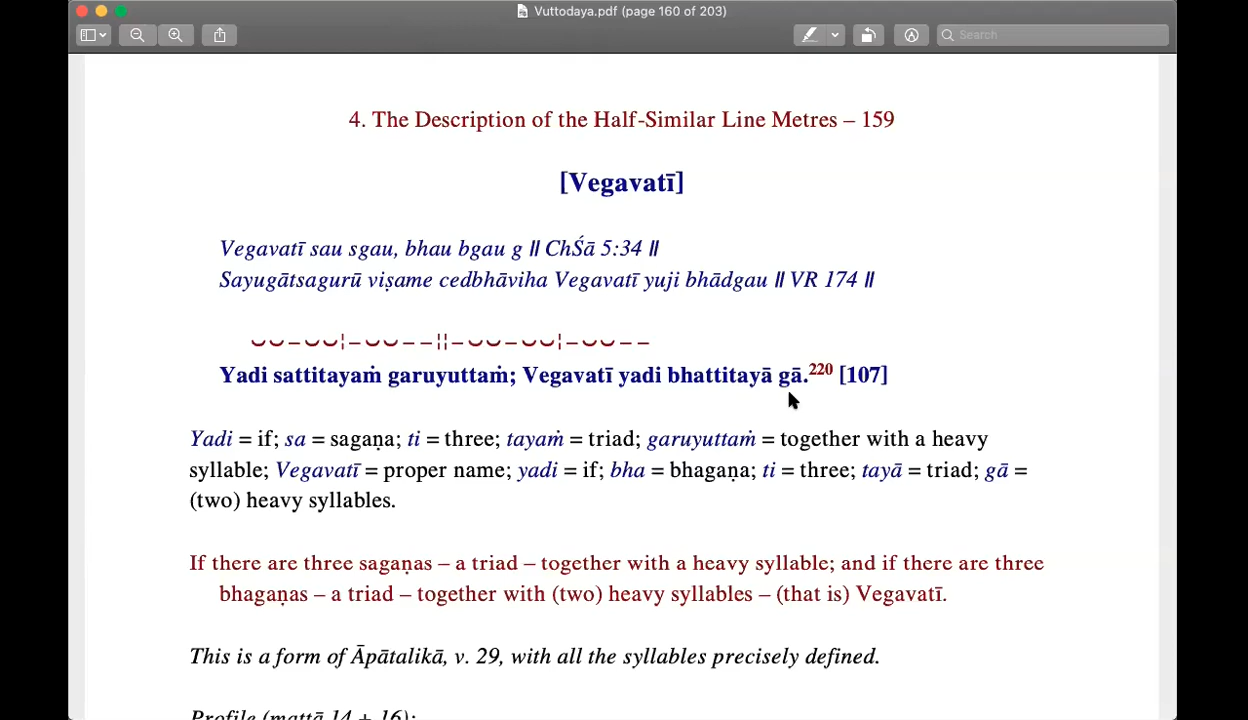 Vuttodaya.pdf (page 160 of 203)
Search
4. The Description of the Half-Similar Line Metres – 159
[Vegavatī]
Vegavatī sau sgau, bhau bgau g ǁ ChŚā 5:34 ǁ
Sayugātsagurū viṣame cedbhāviha Vegavatī yuji bhādgau ǁ VR 174 ǁ
⏑⏑−⏑⏑¦−⏑⏑−−¦¦−⏑⏑−⏑⏑¦−⏑⏑−−
Yadi sattitayaṁ garuyuttaṁ; Vegavatī yadi bhattitayā gā.220 [107]
Yadi = if; sa = sagaṇa; ti = three; tayaṁ = triad; garuyuttaṁ = together with a heavy
syllable; Vegavatī = proper name; yadi = if; bha = bhagaṇa; ti = three; tayā = triad; gā =
(two) heavy syllables.
If there are three sagaṇas – a triad – together with a heavy syllable; and if there are three
bhagaṇas – a triad – together with (two) heavy syllables – (that is) Vegavatī.
This is a form of Āpātalikā, v. 29, with all the syllables precisely defined.
Profile (mattā 14 + 16):